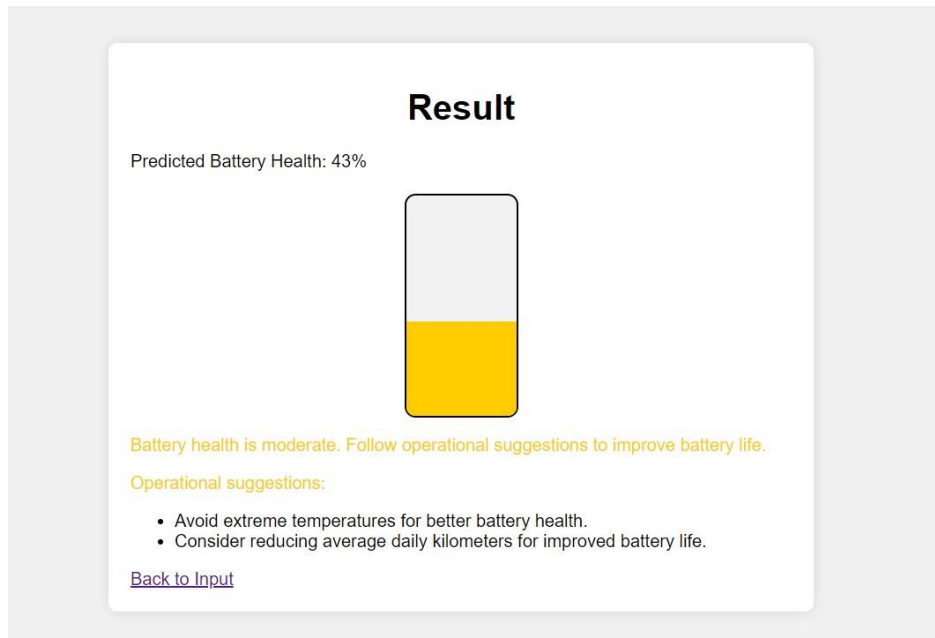 Result
Predicted Battery Health: 43%
Battery health is moderate. Follow operational suggestions to improve battery life.
Operational suggestions:
• Avoid extreme temperatures for better battery health.
• Consider reducing average daily kilometers for improved battery life.
Back to Input